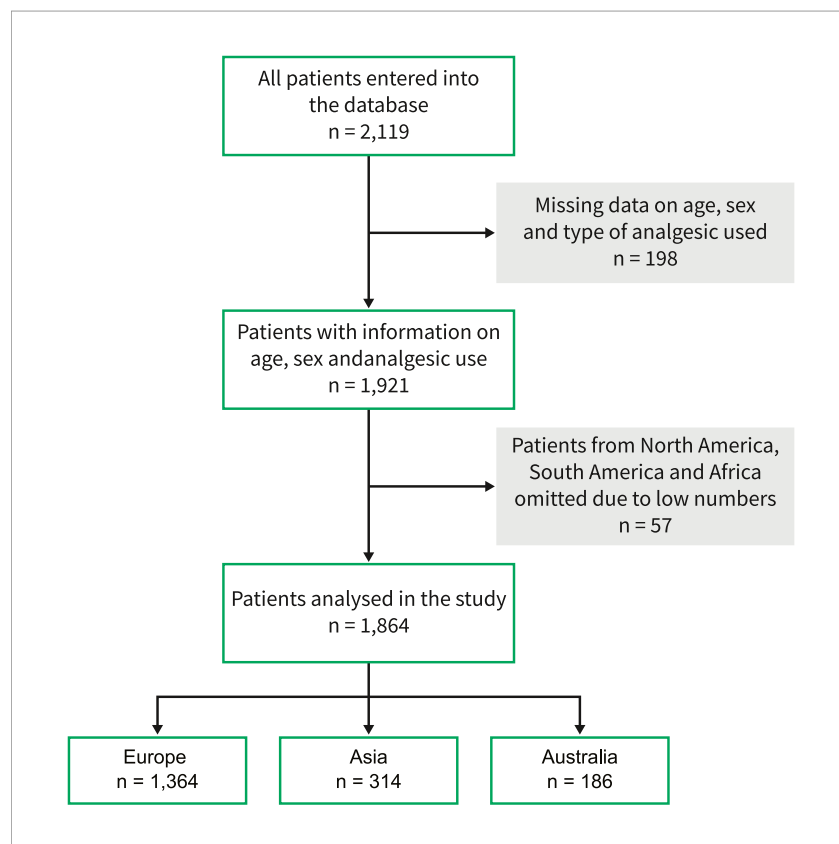 All patients entered into
the database
n = 2,119
Missing data on age, sex
and type of analgesic used
n = 198
Patients with information on
age, sex andanalgesic use
n = 1,921
Patients from North America,
South America and Africa
omitted due to low numbers
n = 57
Patients analysed in the study
n = 1,864
Europe
n = 1,364
Asia
n = 314
Australia
n = 186